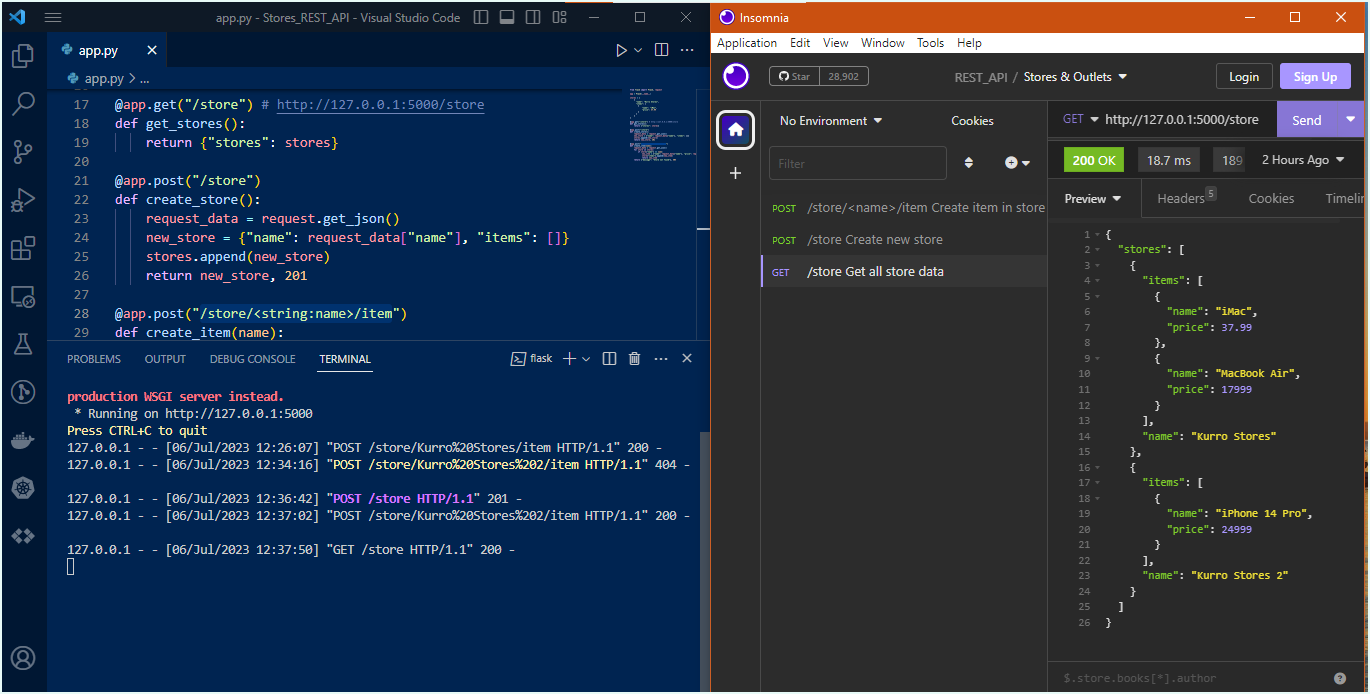 app.py - Stores_REST_API - Visual Studio Code
app.py
app.py > ...
17 @app.get("/store") # http://127.0.0.1:5000/store
18 def get_stores():
19 return {"stores": stores}
20
21 @app.post("/store")
22 def create_store():
23 request_data = request.get_json()
24 new_store = {"name": request_data["name"], "items": []}
25 stores.append(new_store)
26 return new_store, 201
27
28 @app.post("/store/<string:name>/item")
29 def create_item(name):
PROBLEMS OUTPUT DEBUG CONSOLE TERMINAL flask
production WSGI server instead.
* Running on http://127.0.0.1:5000
Press CTRL+C to quit
127.0.0.1 - - [06/Jul/2023 12:26:07] "POST /store/Kurro%20Stores/item HTTP/1.1" 200 -
127.0.0.1 - - [06/Jul/2023 12:34:16] "POST /store/Kurro%20Stores%202/item HTTP/1.1" 404 -
127.0.0.1 - - [06/Jul/2023 12:36:42] "POST /store HTTP/1.1" 201 -
127.0.0.1 - - [06/Jul/2023 12:37:02] "POST /store/Kurro%20Stores%202/item HTTP/1.1" 200 -
127.0.0.1 - - [06/Jul/2023 12:37:50] "GET /store HTTP/1.1" 200 -
Insomnia
Application Edit View Window Tools Help
Star 28,902 REST_API / Stores & Outlets Login Sign Up
No Environment Cookies
Filter
POST /store/<name>/item Create item in store
POST /store Create new store
GET /store Get all store data
GET http://127.0.0.1:5000/store Send
200 OK 18.7 ms 189 2 Hours Ago
Preview Headers 5 Cookies Timelin
1 {
2 "stores": [
3 {
4 "items": [
5 {
6 "name": "iMac",
7 "price": 37.99
8 },
9 {
10 "name": "MacBook Air",
11 "price": 17999
12 }
13 ],
14 "name": "Kurro Stores"
15 },
16 {
17 "items": [
18 {
19 "name": "iPhone 14 Pro",
20 "price": 24999
21 }
22 ],
23 "name": "Kurro Stores 2"
24 }
25 ]
26 }
$.store.books[*].author